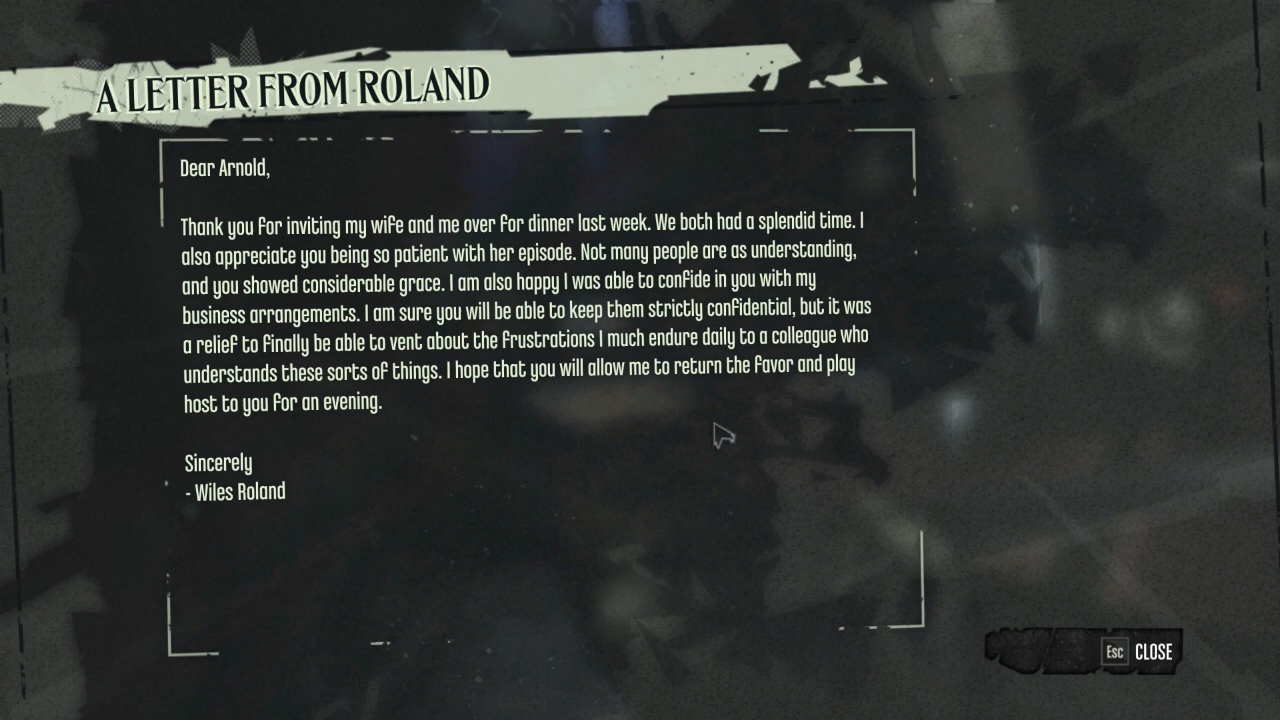 A LETTER FROM ROLAND
Dear Arnold,
Thank you for inviting my wife and me over for dinner last week. We both had a splendid time. I
also appreciate you being so patient with her episode. Not many people are as understanding,
and you showed considerable grace. I am also happy I was able to confide in you with my
business arrangements. I am sure you will be able to keep them strictly confidential, but it was
a relief to finally be able to vent about the frustrations I much endure daily to a colleague who
understands these sorts of things. I hope that you will allow me to return the favor and play
host to you for an evening.
Sincerely
- Wiles Roland
Esc CLOSE